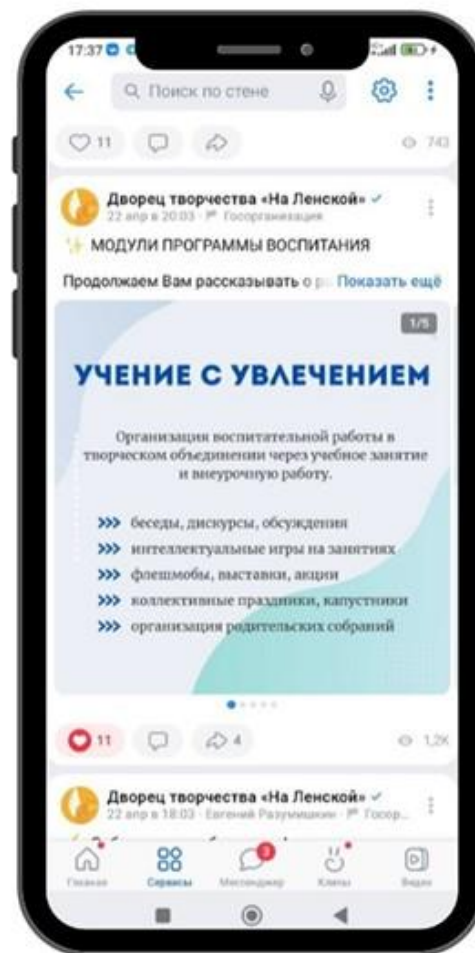 17:37
Поиск по стене
11
743
Дворец творчества «На Ленской»
22 апр в 20:03 Госорганизация
МОДУЛИ ПРОГРАММЫ ВОСПИТАНИЯ
Продолжаем Вам рассказывать о Показать ещё
1/5
УЧЕНИЕ С УВЛЕЧЕНИЕМ
Организация воспитательной работы в
творческом объединении через учебное занятие
и внеурочную работу.
>>> беседы, дискурсы, обсуждения
>>> интеллектуальные игры на занятиях
>>> флешмобы, выставки, акции
>>> коллективные праздники, капустники
>>> организация родительских собраний
11
4
1,2K
Дворец творчества «На Ленской»
22 апр в 18:03 · Евгений Разумишкин · Госор...
3
Главная Сервисы Мессенджер Клипы Видео